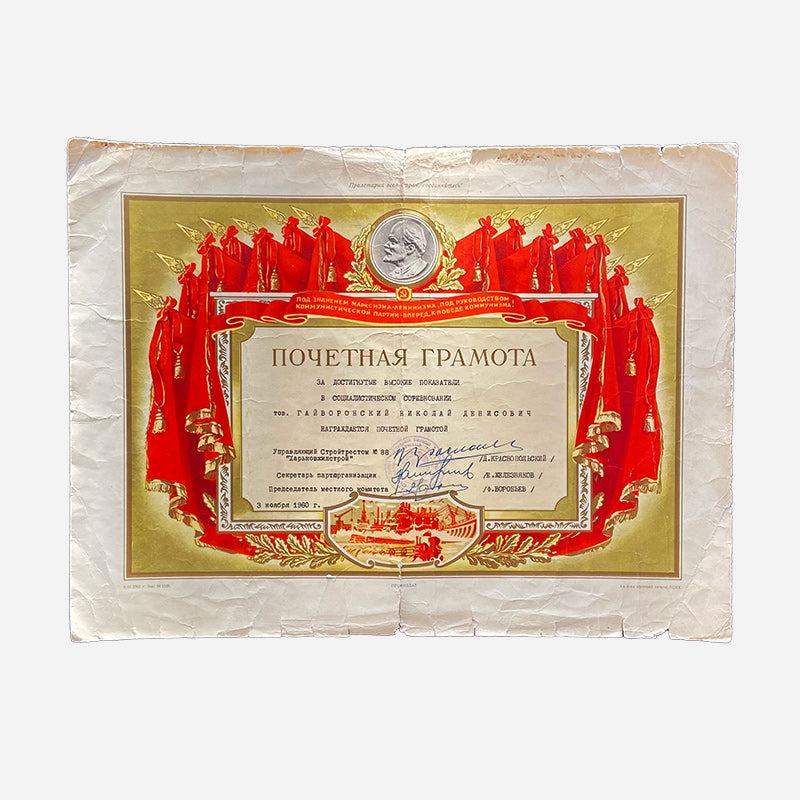 Пролетарии всех стран, соединяйтесь!
ПОД ЗНАМЕНЕМ МАРКСИЗМА-ЛЕНИНИЗМА, ПОД РУКОВОДСТВОМ
КОММУНИСТИЧЕСКОЙ ПАРТИИ-ВПЕРЕД, К ПОБЕДЕ КОММУНИЗМА!
ПОЧЕТНАЯ ГРАМОТА
ЗА ДОСТИГНУТЫЕ ВЫСОКИЕ ПОКАЗАТЕЛИ
В СОЦИАЛИСТИЧЕСКОМ СОРЕВНОВАНИИ
тов. ГАЙВОРОНСКИЙ НИКОЛАЙ ДЕНИСОВИЧ
НАГРАЖДАЕТСЯ ПОЧЕТНОЙ ГРАМОТОЙ
Управляющий Стройтрестом № 88
"Харьковжилстрой" /Д.КРАСНОПОЛЬСКИЙ/
Секретарь парторганизации /Е.ЖЕЛЕЗНЯКОВ/
Председатель местного комитета /Ф.ВОРОБЬЕВ/
3 ноября 1960 г.
ПРОФИЗДАТ